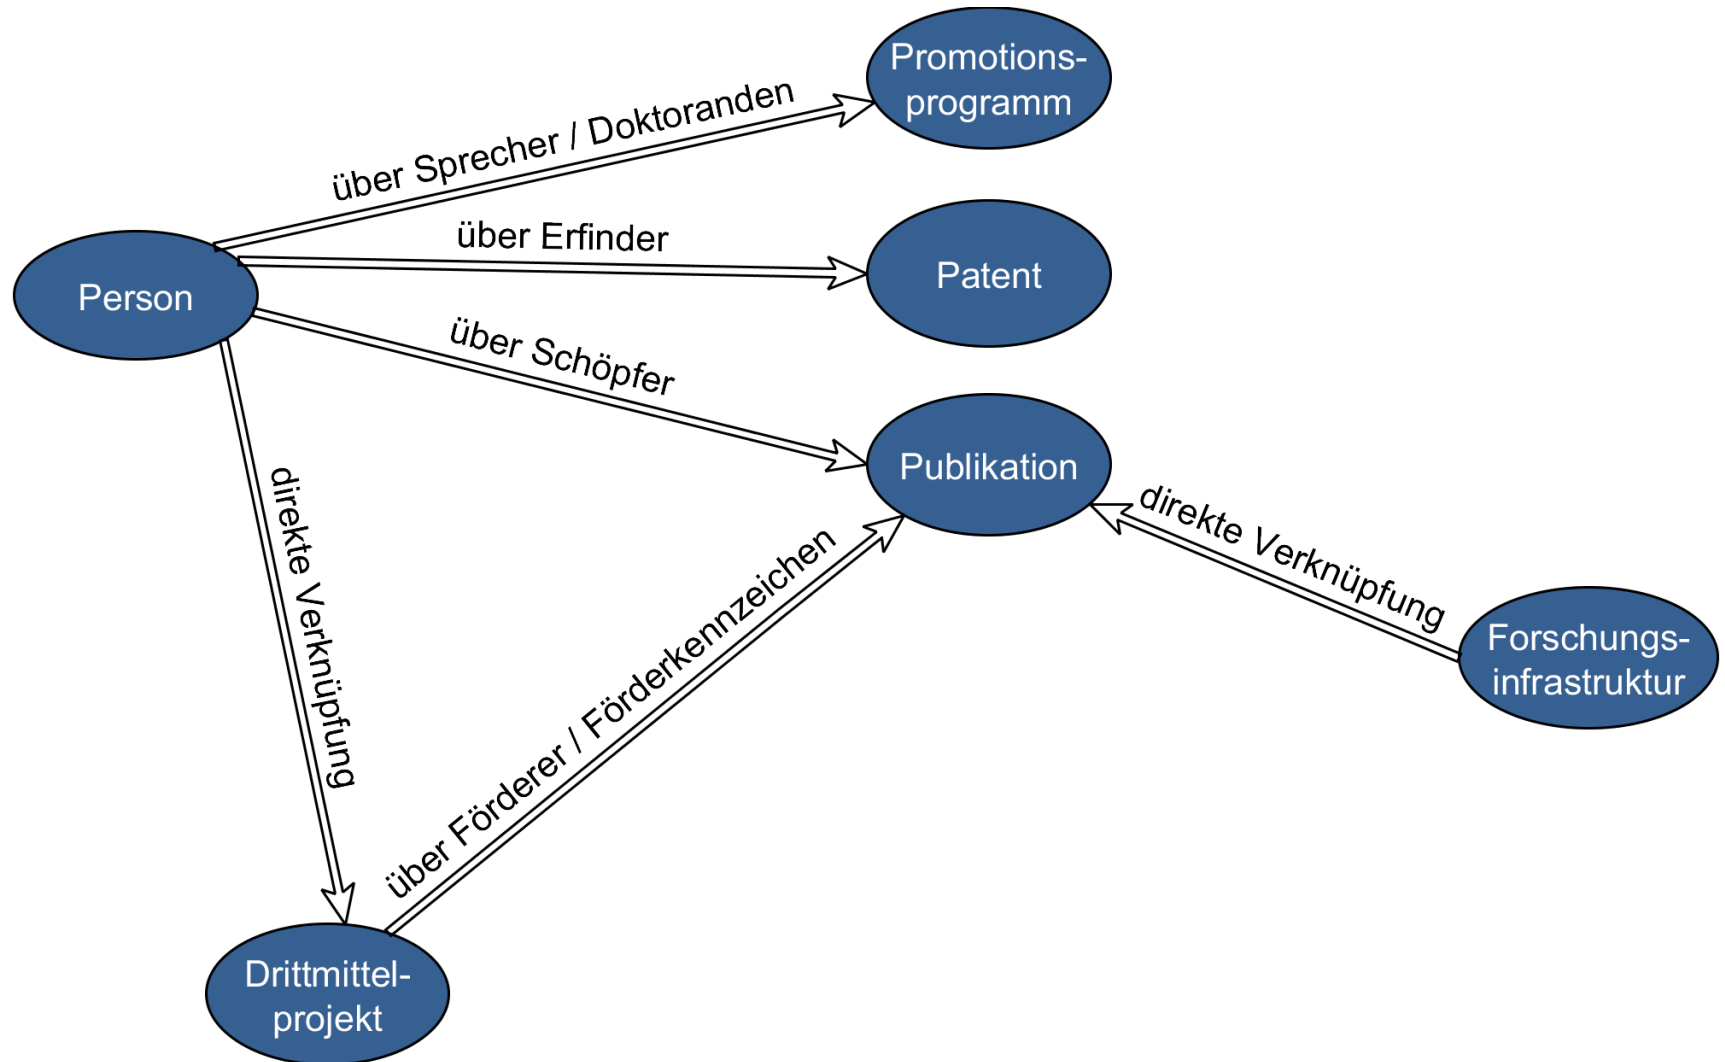 Promotions-
programm
über Sprecher / Doktoranden
über Erfinder
Person
Patent
über Schöpfer
Publikation
direkte Verknüpfung
direkte Verknüpfung
über Förderer / Förderkennzeichen
Forschungs-
infrastruktur
Drittmittel-
projekt